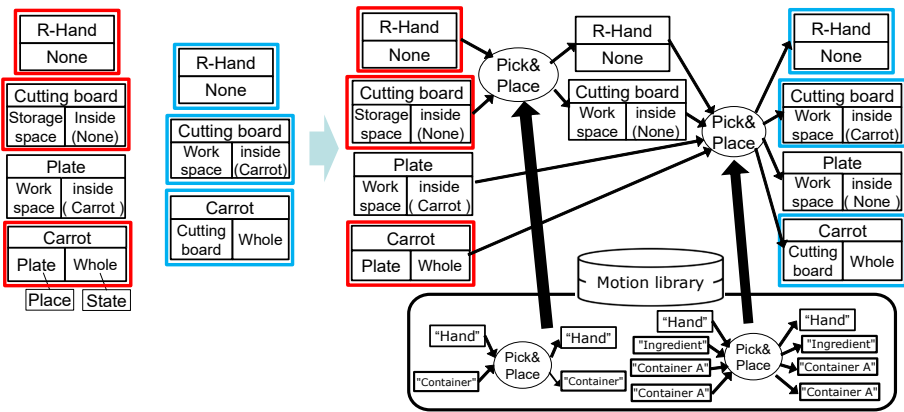 R-Hand
None
Cutting board
Storage space
Inside (None)
Plate
Work space
inside ( Carrot )
Carrot
Plate
Whole
Place
State
R-Hand
None
Cutting board
Work space
inside (Carrot)
Carrot
Cutting board
Whole
R-Hand
None
Cutting board
Storage space
inside (None)
Plate
Work space
inside ( Carrot )
Carrot
Plate
Whole
Pick& Place
R-Hand
None
Cutting board
Work space
inside (None)
Pick& Place
R-Hand
None
Cutting board
Work space
inside (Carrot)
Plate
Work space
inside ( None )
Carrot
Cutting board
Whole
Motion library
"Hand"
"Container"
Pick& Place
"Hand"
"Container"
"Hand"
"Ingredient"
"Container A"
"Container A"
Pick& Place
"Hand"
"Ingredient"
"Container A"
"Container A"